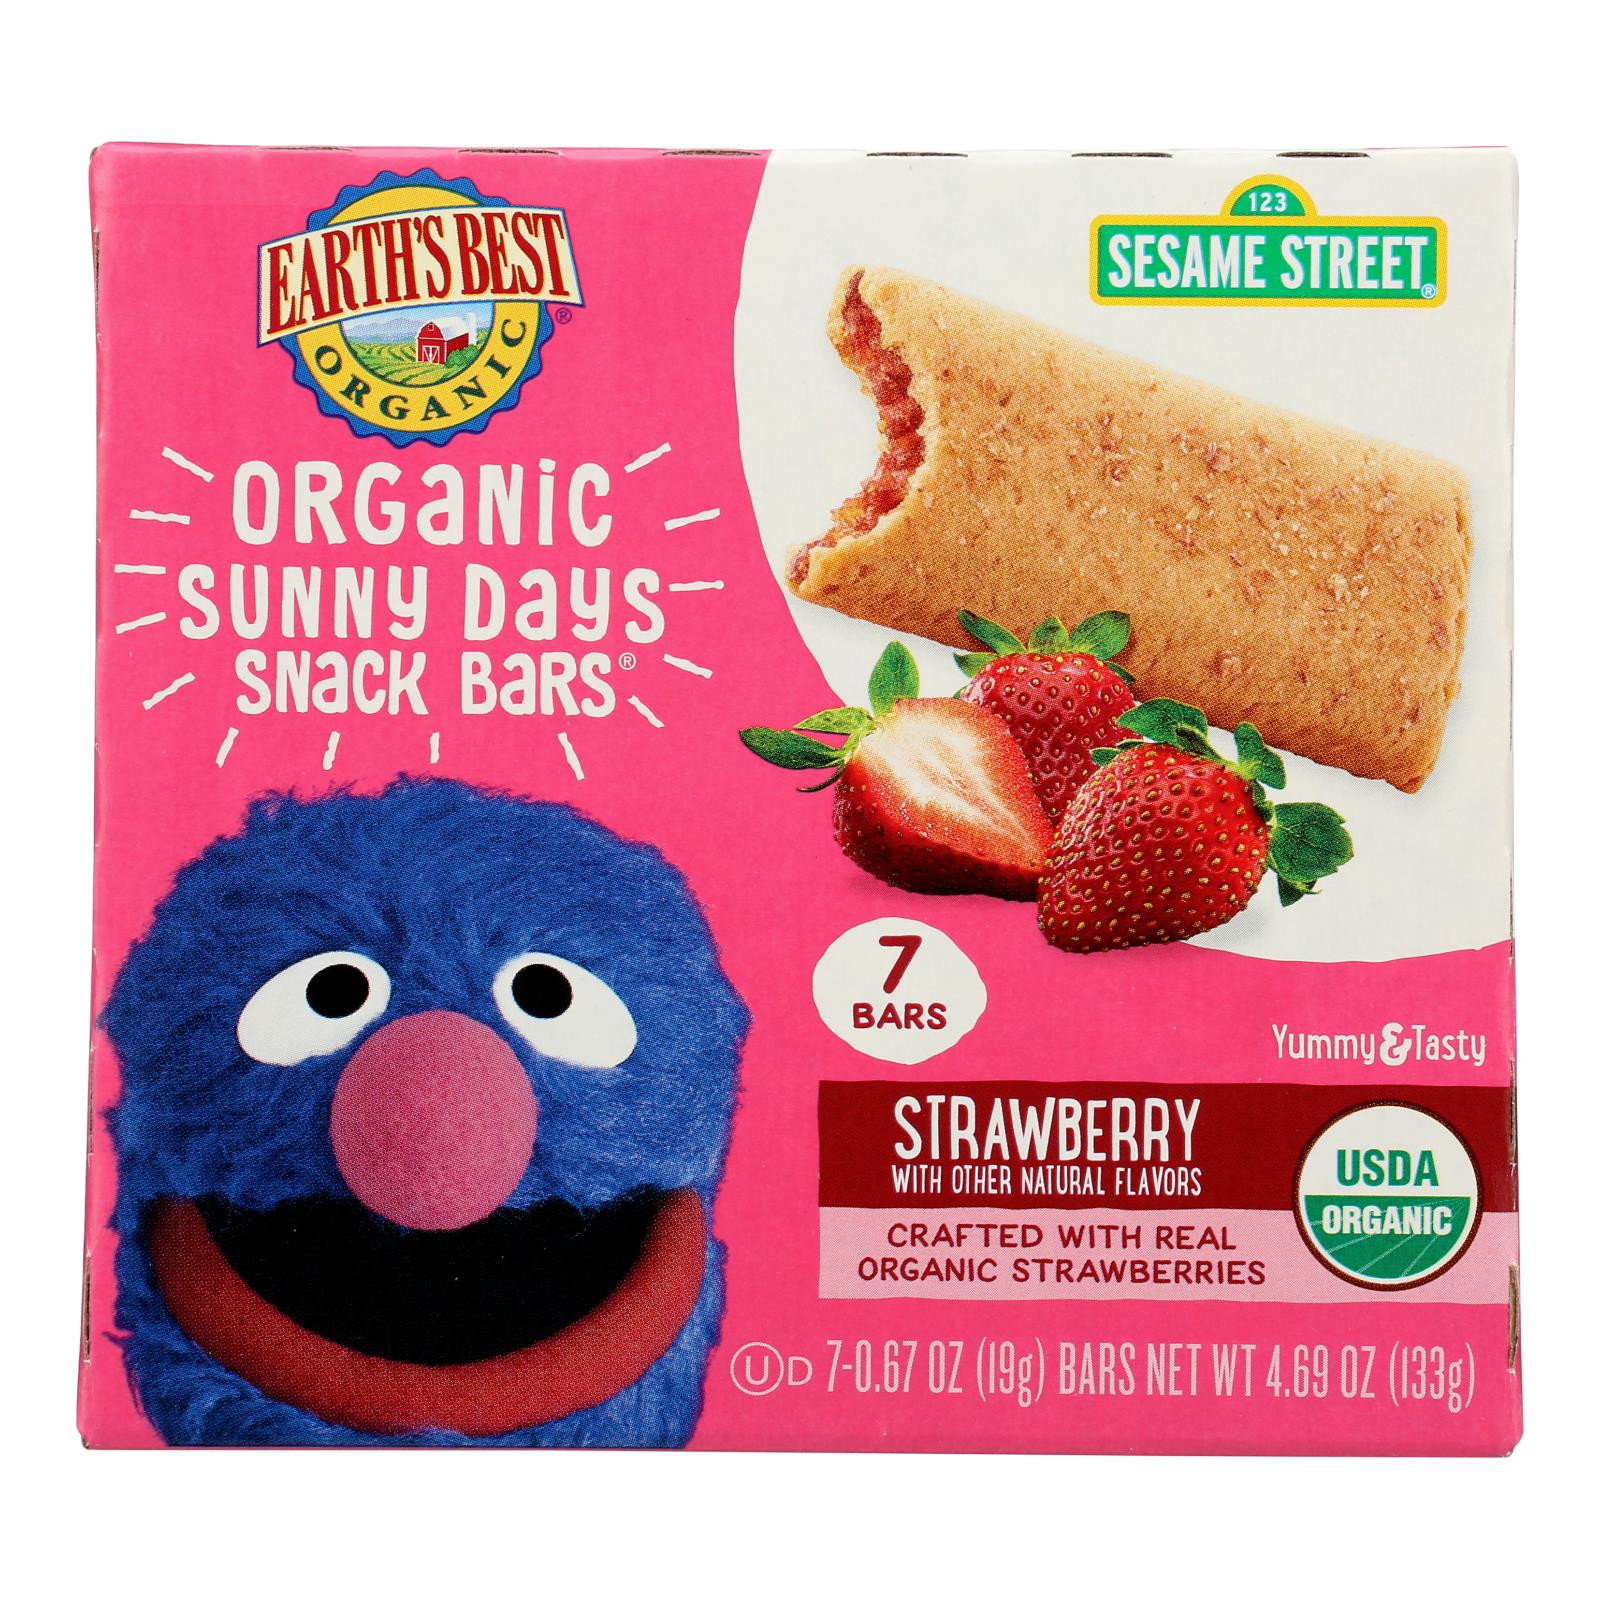 EARTH'S BEST
®
ORGANIC
ORGANIC
SUNNY DAYS
SNACK BARS®
123
SESAME STREET®
7
BARS
Yummy & Tasty
STRAWBERRY
WITH OTHER NATURAL FLAVORS
CRAFTED WITH REAL
ORGANIC STRAWBERRIES
USDA
ORGANIC
U D 7-0.67 OZ (19g) BARS NET WT 4.69 OZ (133g)